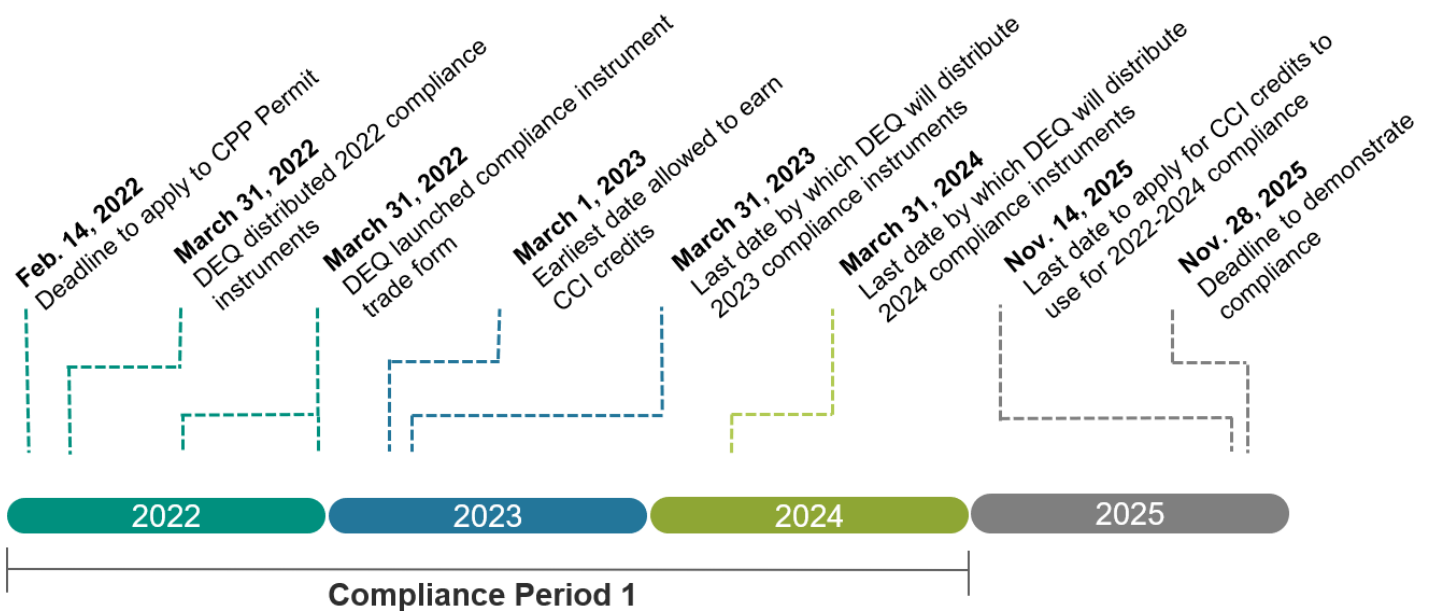 Feb. 14, 2022
Deadline to apply to CPP Permit
March 31, 2022
DEQ distributed 2022 compliance
instruments
March 31, 2022
DEQ launched compliance instrument
trade form
March 1, 2023
Earliest date allowed to earn
CCI credits
March 31, 2023
Last date by which DEQ will distribute
2023 compliance instruments
March 31, 2024
Last date by which DEQ will distribute
2024 compliance instruments
Nov. 14, 2025
Last date to apply for CCI credits to
use for 2022-2024 compliance
Nov. 28, 2025
Deadline to demonstrate
compliance
2022
2023
2024
2025
Compliance Period 1